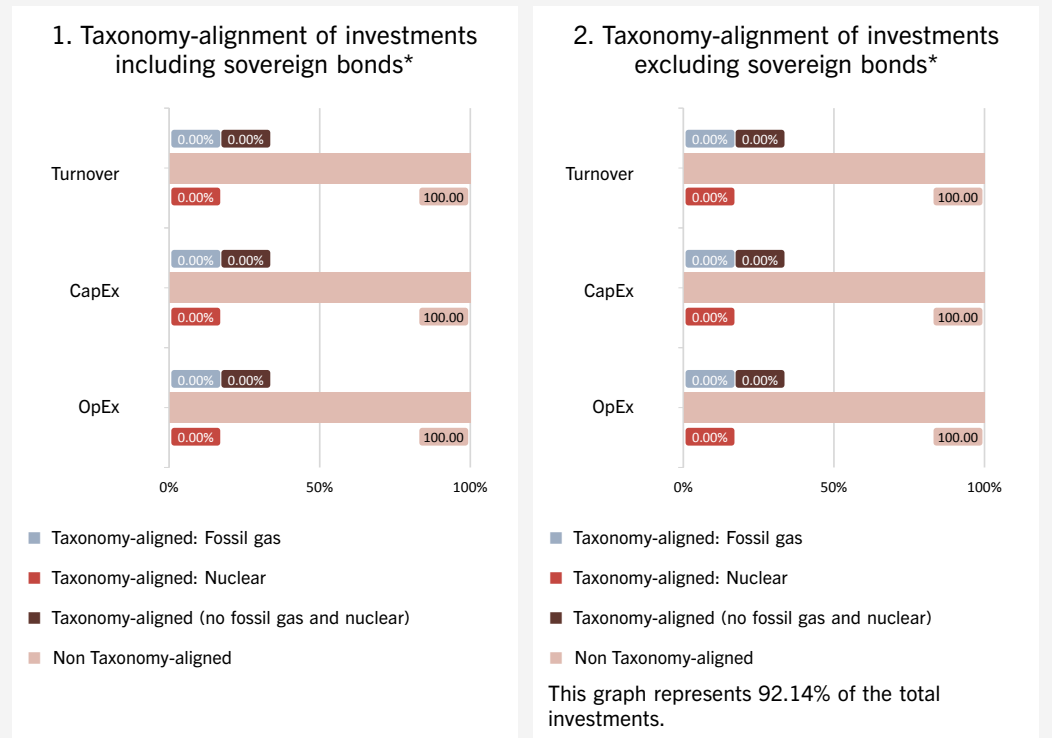 1. Taxonomy-alignment of investments
including sovereign bonds*
0.00% 0.00%
Turnover
0.00% 100.00
0.00% 0.00%
CapEx
0.00% 100.00
0.00% 0.00%
OpEx
0.00% 100.00
0% 50% 100%
Taxonomy-aligned: Fossil gas
Taxonomy-aligned: Nuclear
Taxonomy-aligned (no fossil gas and nuclear)
Non Taxonomy-aligned
2. Taxonomy-alignment of investments
excluding sovereign bonds*
0.00% 0.00%
Turnover
0.00% 100.00
0.00% 0.00%
CapEx
0.00% 100.00
0.00% 0.00%
OpEx
0.00% 100.00
0% 50% 100%
Taxonomy-aligned: Fossil gas
Taxonomy-aligned: Nuclear
Taxonomy-aligned (no fossil gas and nuclear)
Non Taxonomy-aligned
This graph represents 92.14% of the total
investments.